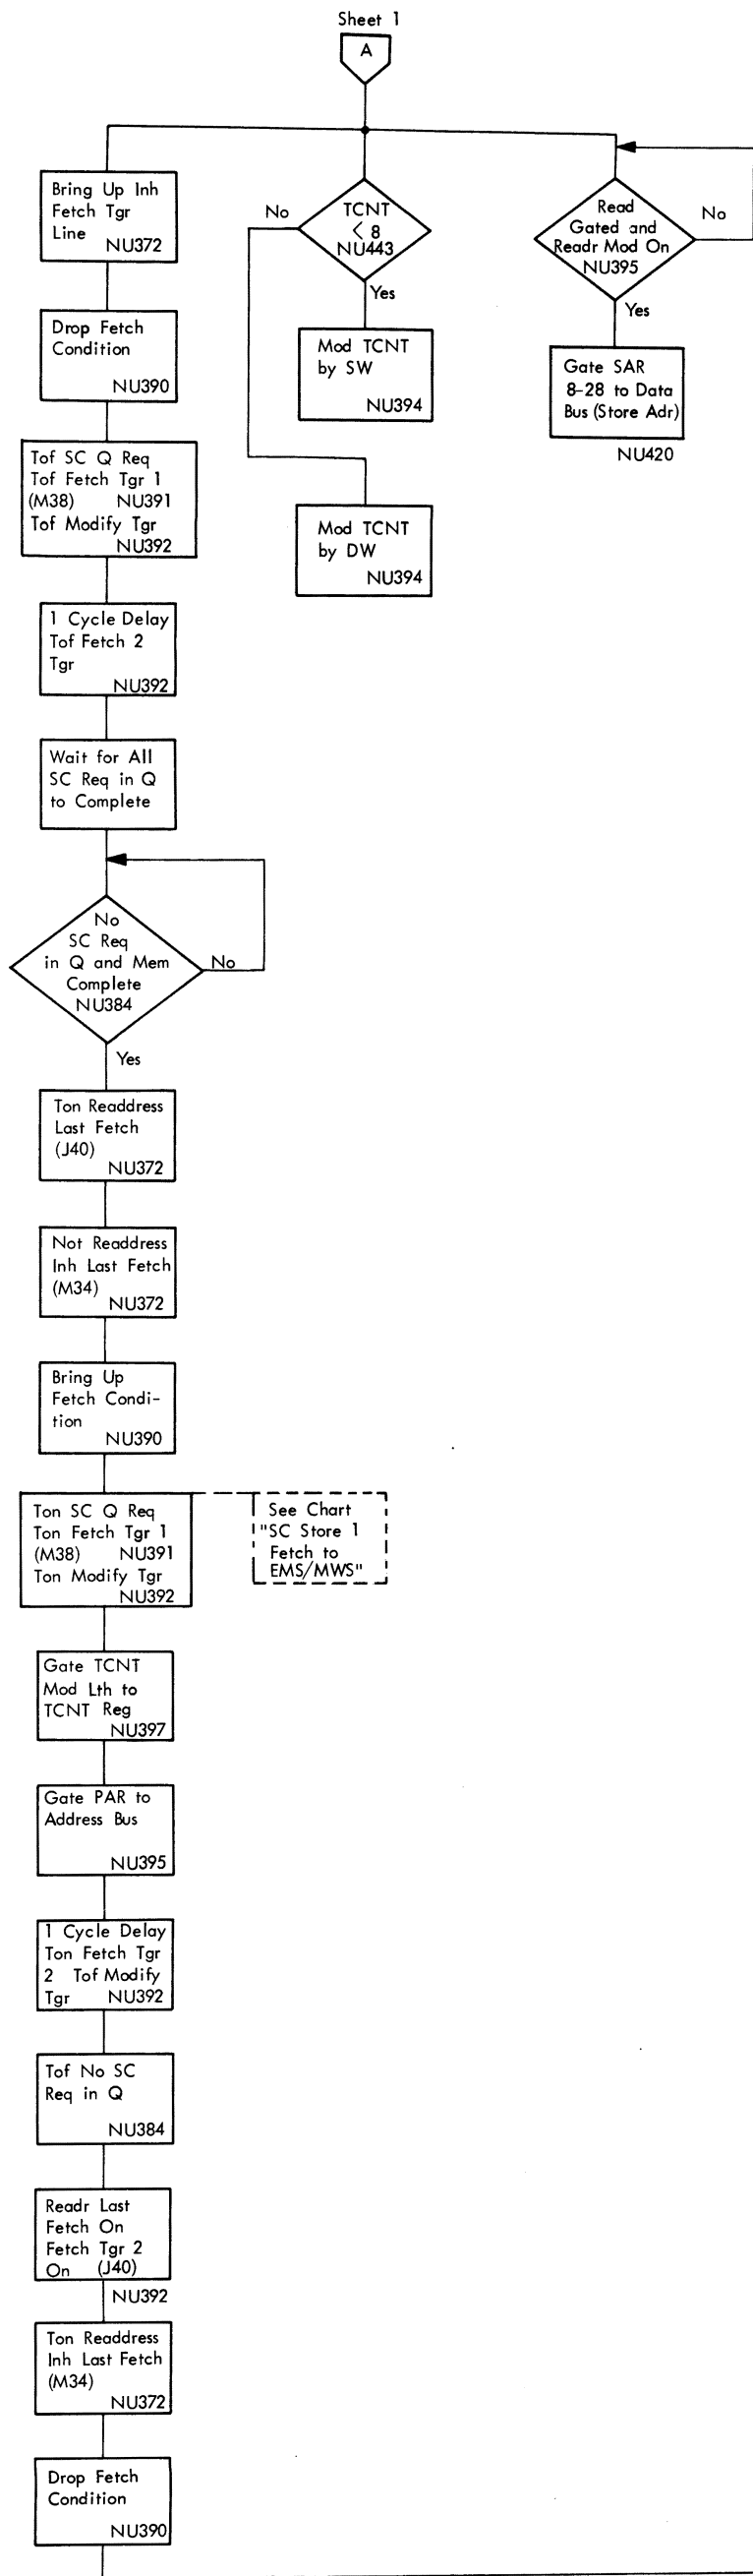 Sheet 1
A
Bring Up Inh
Fetch Tgr
Line
NU372
Drop Fetch
Condition
NU390
Tof SC Q Req
Tof Fetch Tgr 1
(M38) NU391
Tof Modify Tgr
NU392
1 Cycle Delay
Tof Fetch 2
Tgr
NU392
Wait for All
SC Req in Q
to Complete
No
SC Req
in Q and Mem
Complete
NU384
No
Yes
Ton Readdress
Last Fetch
(J40)
NU372
Not Readdress
Inh Last Fetch
(M34)
NU372
Bring Up
Fetch Condi-
tion
NU390
Ton SC Q Req
Ton Fetch Tgr 1
(M38) NU391
Ton Modify Tgr
NU392
See Chart
"SC Store 1
Fetch to
EMS/MWS"
Gate TCNT
Mod Lth to
TCNT Reg
NU397
Gate PAR to
Address Bus
NU395
1 Cycle Delay
Ton Fetch Tgr
2 Tof Modify
Tgr NU392
Tof No SC
Req in Q
NU384
Readr Last
Fetch On
Fetch Tgr 2
On (J40)
NU392
Ton Readdress
Inh Last Fetch
(M34)
NU372
Drop Fetch
Condition
NU390
No
TCNT
< 8
NU443
Yes
Mod TCNT
by SW
NU394
Mod TCNT
by DW
NU394
Read
Gated and
Readr Mod On
NU395
No
Yes
Gate SAR
8-28 to Data
Bus (Store Adr)
NU420